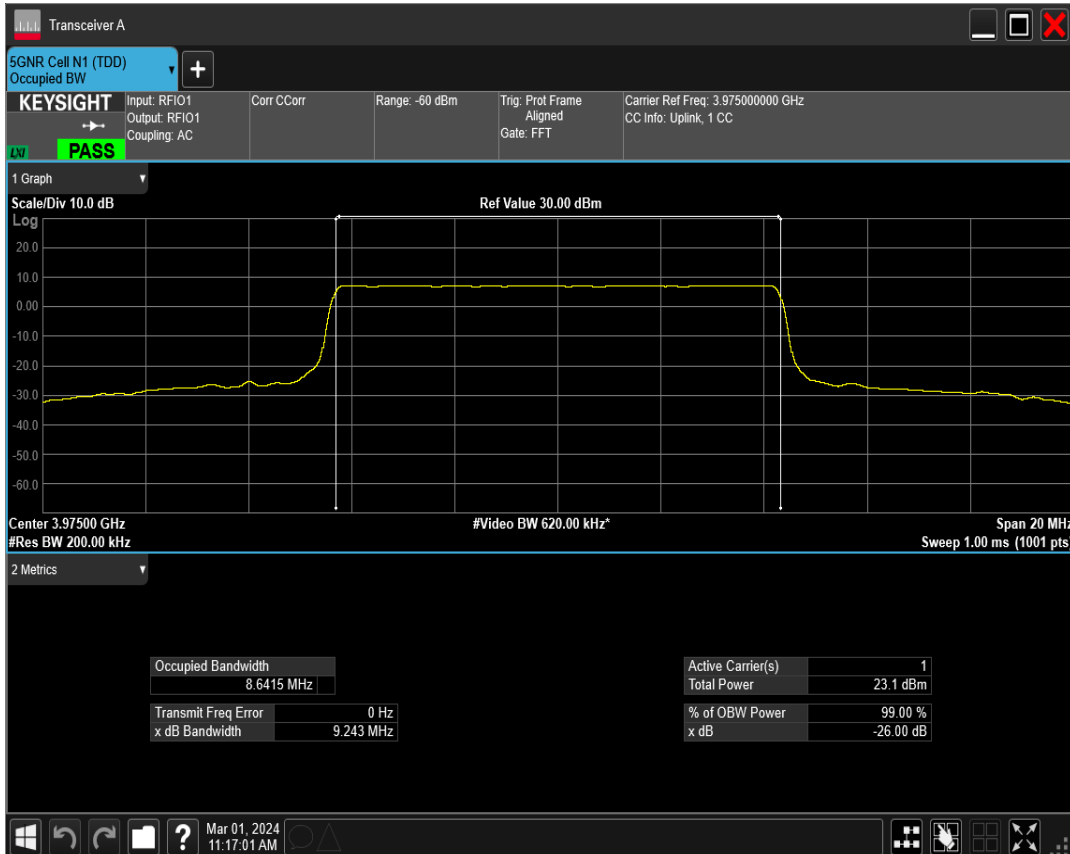 Transceiver A
5GNR Cell N1 (TDD)
Occupied BW
+
KEYSIGHT
Input: RFIO1
Output: RFIO1
Coupling: AC
Corr CCorr
Range: -60 dBm
Trig: Prot Frame
Aligned
Gate: FFT
Carrier Ref Freq: 3.975000000 GHz
CC Info: Uplink, 1 CC
LXI
PASS
1 Graph
Scale/Div 10.0 dB
Ref Value 30.00 dBm
Log
20.0
10.0
0.00
-10.0
-20.0
-30.0
-40.0
-50.0
-60.0
Center 3.97500 GHz
#Video BW 620.00 kHz*
Span 20 MHz
#Res BW 200.00 kHz
Sweep 1.00 ms (1001 pts)
2 Metrics
Occupied Bandwidth
8.6415 MHz
Transmit Freq Error 0 Hz
x dB Bandwidth 9.243 MHz
Active Carrier(s) 1
Total Power 23.1 dBm
% of OBW Power 99.00 %
x dB -26.00 dB
?
Mar 01, 2024
11:17:01 AM